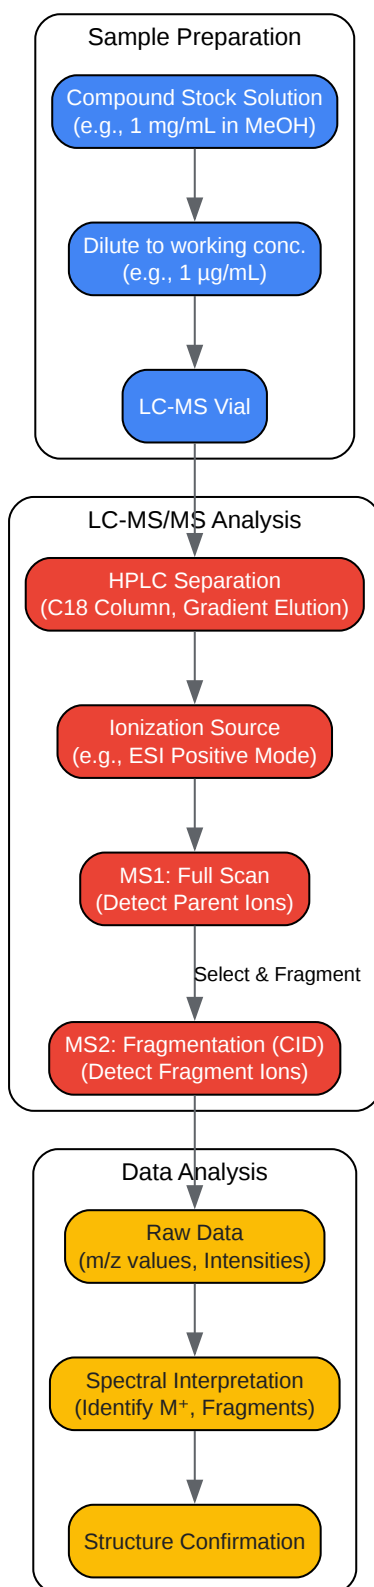 Sample Preparation
Compound Stock Solution
(e.g., 1 mg/mL in MeOH)
Dilute to working conc.
(e.g., 1 µg/mL)
LC-MS Vial
LC-MS/MS Analysis
HPLC Separation
(C18 Column, Gradient Elution)
Ionization Source
(e.g., ESI Positive Mode)
MS1: Full Scan
(Detect Parent Ions)
Select & Fragment
MS2: Fragmentation (CID)
(Detect Fragment Ions)
Data Analysis
Raw Data
(m/z values, Intensities)
Spectral Interpretation
(Identify M⁺, Fragments)
Structure Confirmation